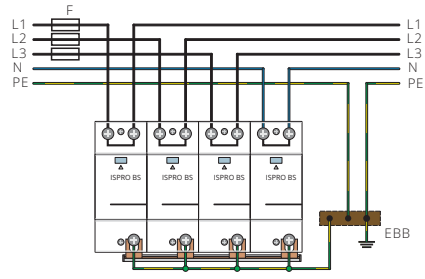 F
L1 L1
L2 L2
L3 L3
N N
PE PE
ISPRO BS ISPRO BS ISPRO BS ISPRO BS
EBB